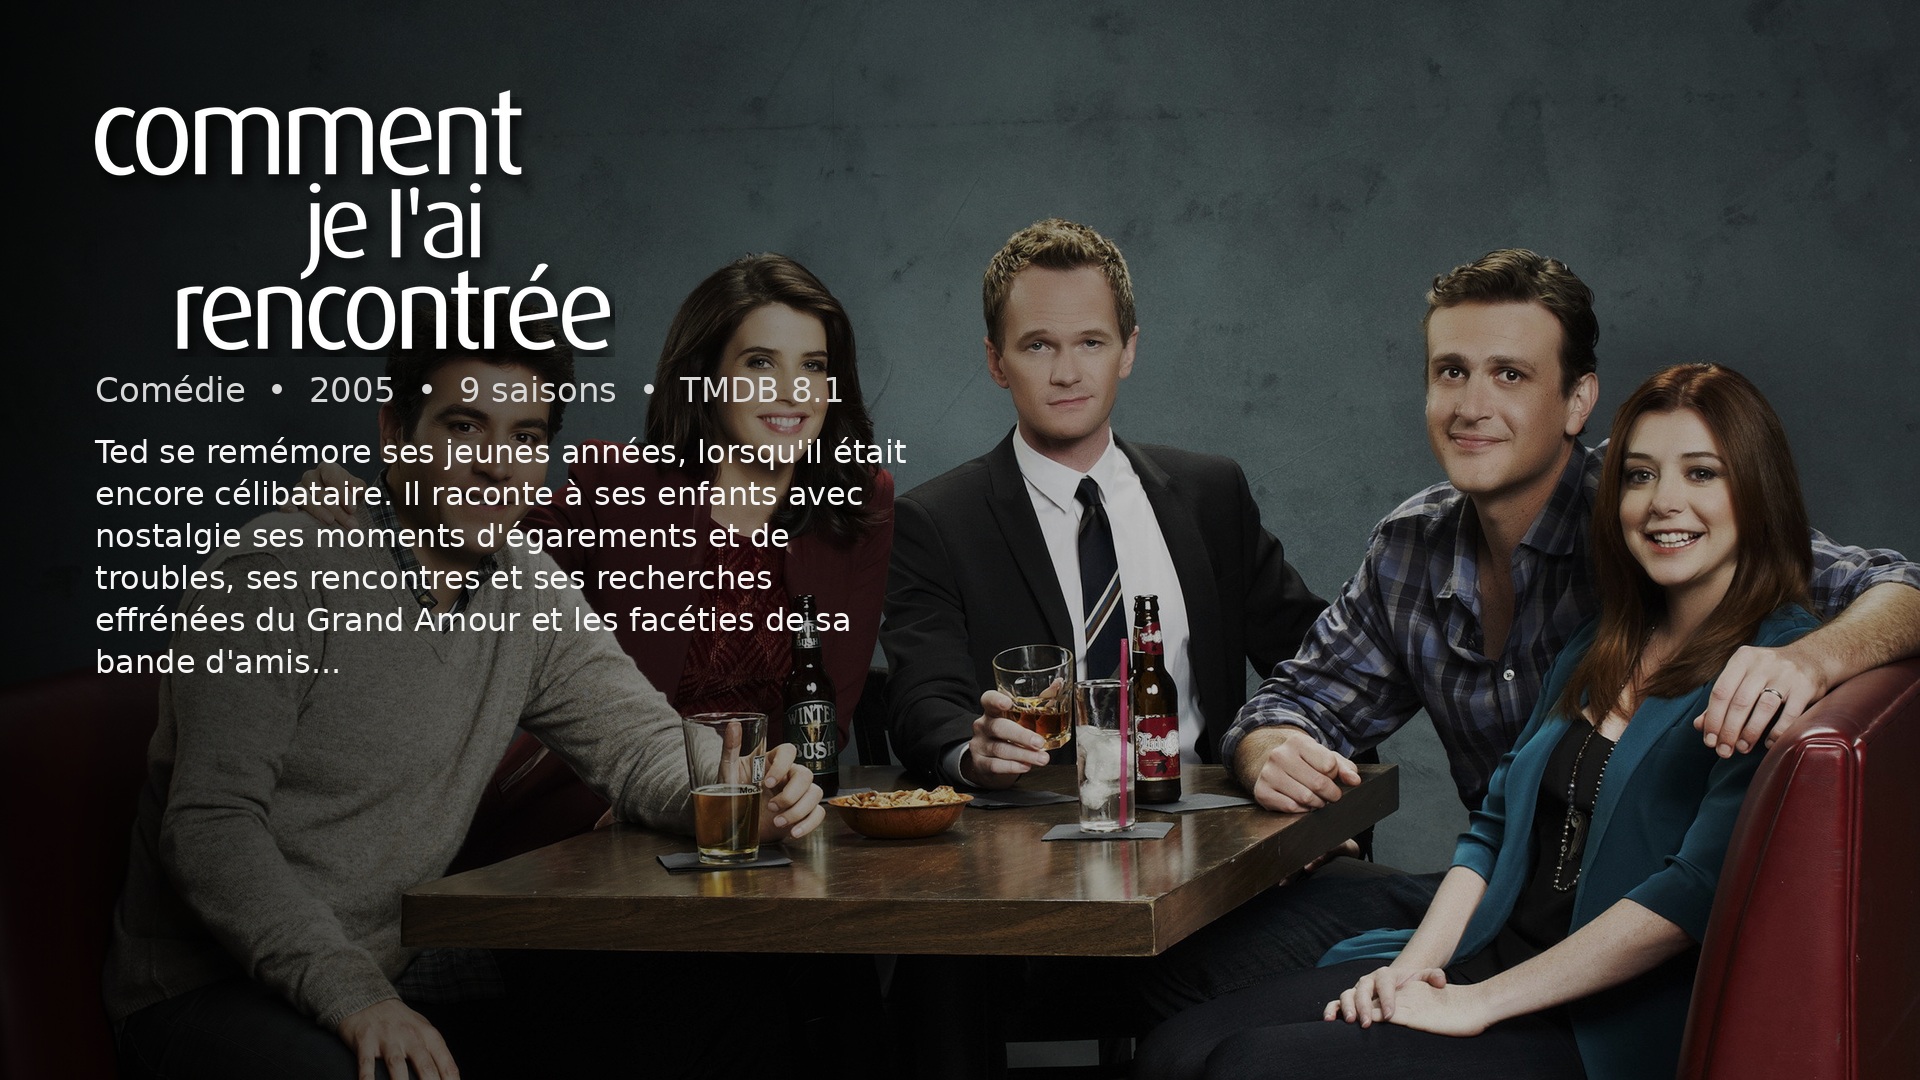 comment
je l'ai
rencontrée
Comédie • 2005 • 9 saisons • TMDB 8.1
Ted se remémore ses jeunes années, lorsqu'il était
encore célibataire. Il raconte à ses enfants avec
nostalgie ses moments d'égarements et de
troubles, ses rencontres et ses recherches
effrénées du Grand Amour et les facéties de sa
bande d'amis...
WINTER
BUSH